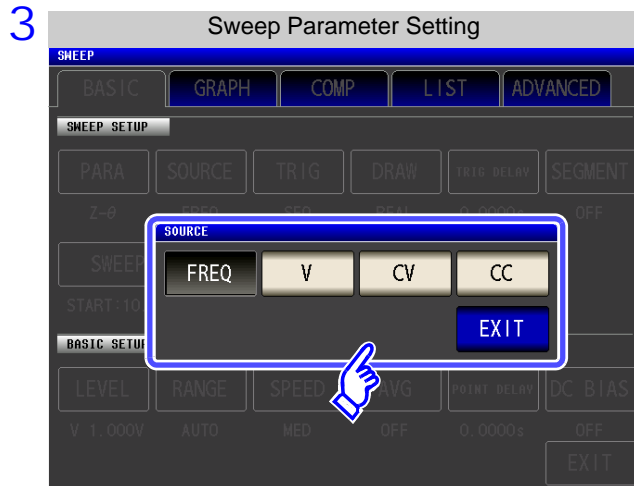 3
Sweep Parameter Setting
SWEEP
BASIC GRAPH COMP LIST ADVANCED
SWEEP SETUP
PARA SOURCE TRIG DRAW TRIG DELAY SEGMENT
Z-θ FREQ SEQ REAL 0.0000s OFF
SOURCE
SWEEP
FREQ V CV CC
START:10
EXIT
BASIC SETUP
LEVEL RANGE SPEED AVG POINT DELAY DC BIAS
V 1.000V AUTO MED OFF 0.0000s OFF
EXIT